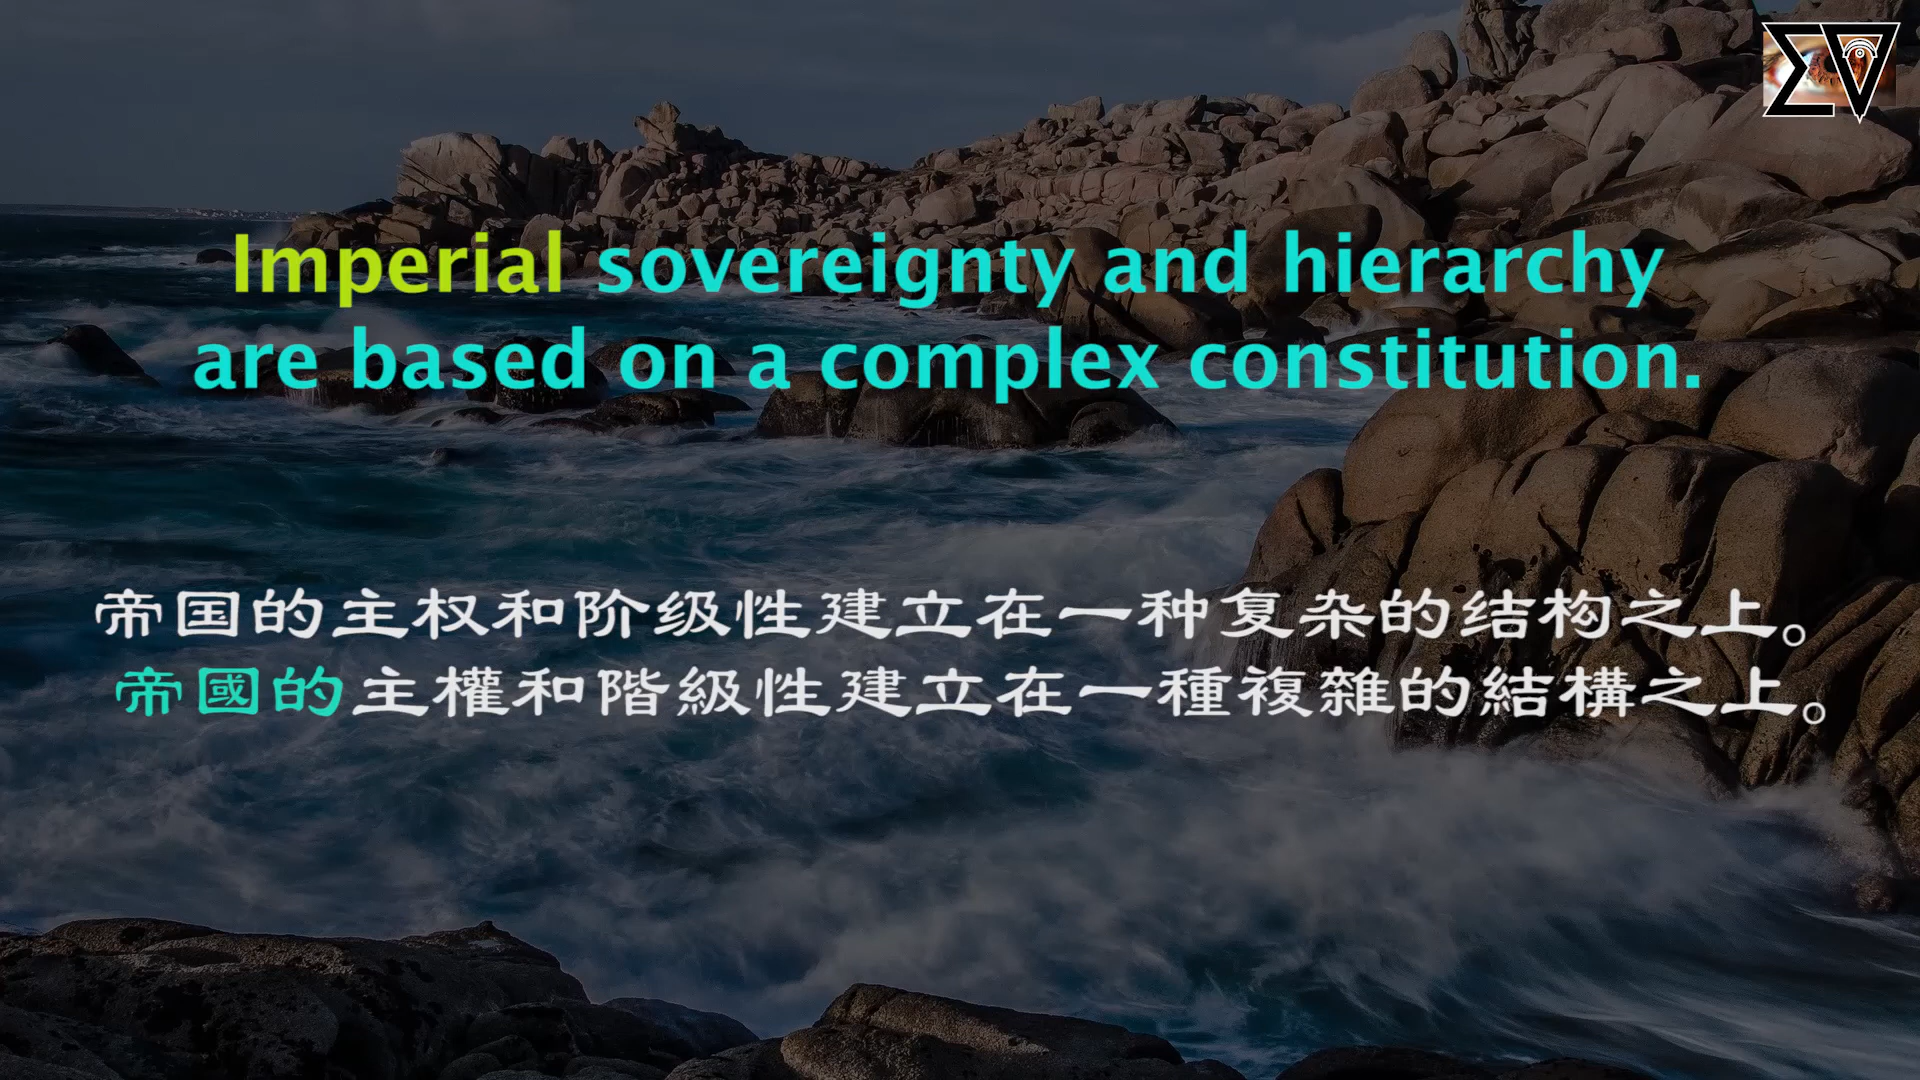 Imperial sovereignty and hierarchy
are based on a complex constitution.
帝国的主权和阶级性建立在一种复杂的结构之上。
帝國的主權和階級性建立在一種複雜的結構之上。